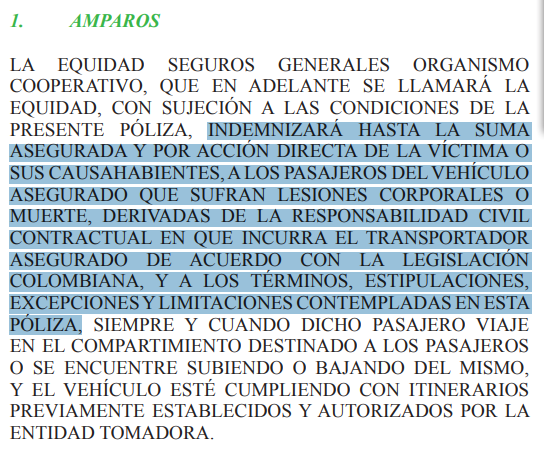 1. AMPAROS
LA EQUIDAD SEGUROS GENERALES ORGANISMO
COOPERATIVO, QUE EN ADELANTE SE LLAMARÁ LA
EQUIDAD, CON SUJECIÓN A LAS CONDICIONES DE LA
PRESENTE PÓLIZA, INDEMNIZARÁ HASTA LA SUMA
ASEGURADA Y POR ACCIÓN DIRECTA DE LA VÍCTIMA O
SUS CAUSAHABIENTES, A LOS PASAJEROS DEL VEHÍCULO
ASEGURADO QUE SUFRAN LESIONES CORPORALES O
MUERTE, DERIVADAS DE LA RESPONSABILIDAD CIVIL
CONTRACTUAL EN QUE INCURRA EL TRANSPORTADOR
ASEGURADO DE ACUERDO CON LA LEGISLACIÓN
COLOMBIANA, Y A LOS TÉRMINOS, ESTIPULACIONES,
EXCEPCIONES Y LIMITACIONES CONTEMPLADAS EN ESTA
PÓLIZA, SIEMPRE Y CUANDO DICHO PASAJERO VIAJE
EN EL COMPARTIMIENTO DESTINADO A LOS PASAJEROS
O SE ENCUENTRE SUBIENDO O BAJANDO DEL MISMO,
Y EL VEHÍCULO ESTÉ CUMPLIENDO CON ITINERARIOS
PREVIAMENTE ESTABLECIDOS Y AUTORIZADOS POR LA
ENTIDAD TOMADORA.